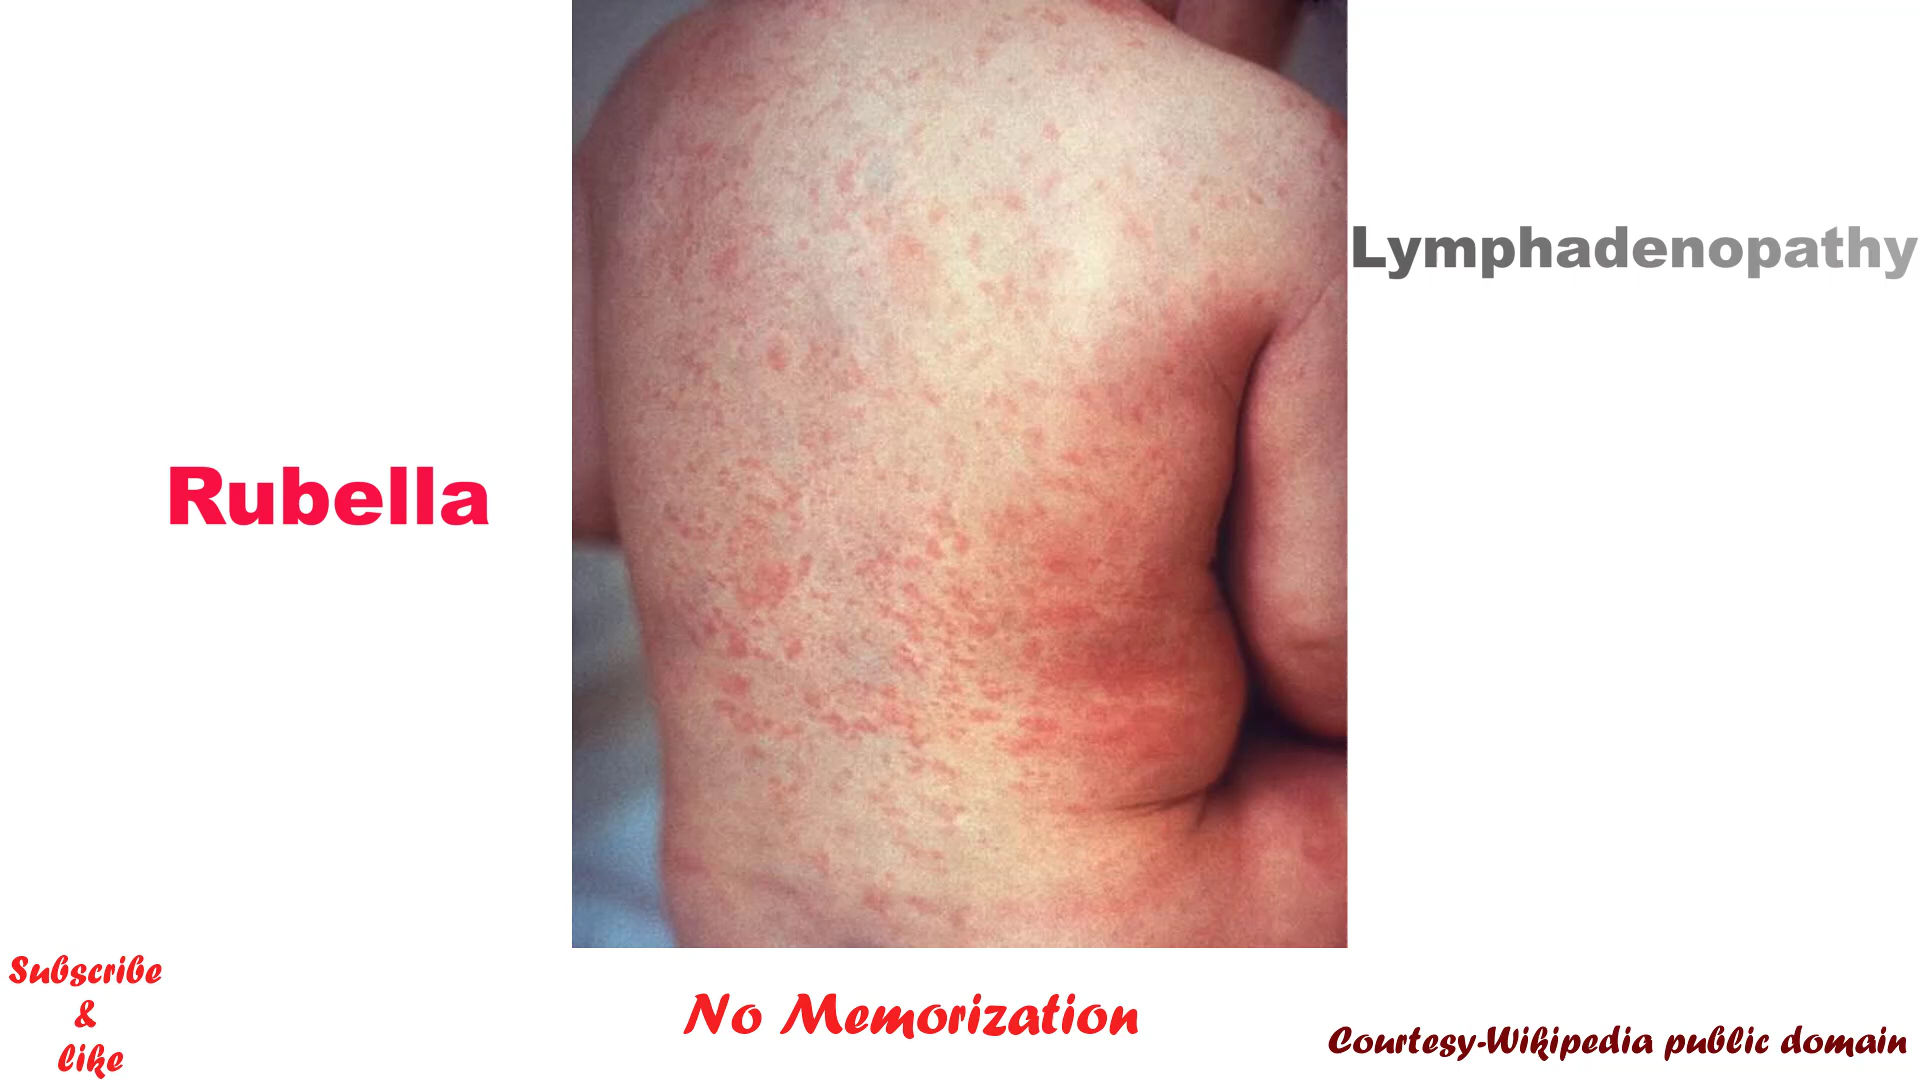 Lymphadenopathy
Rubella
Subscribe
&
like
No Memorization
Courtesy-Wikipedia public domain